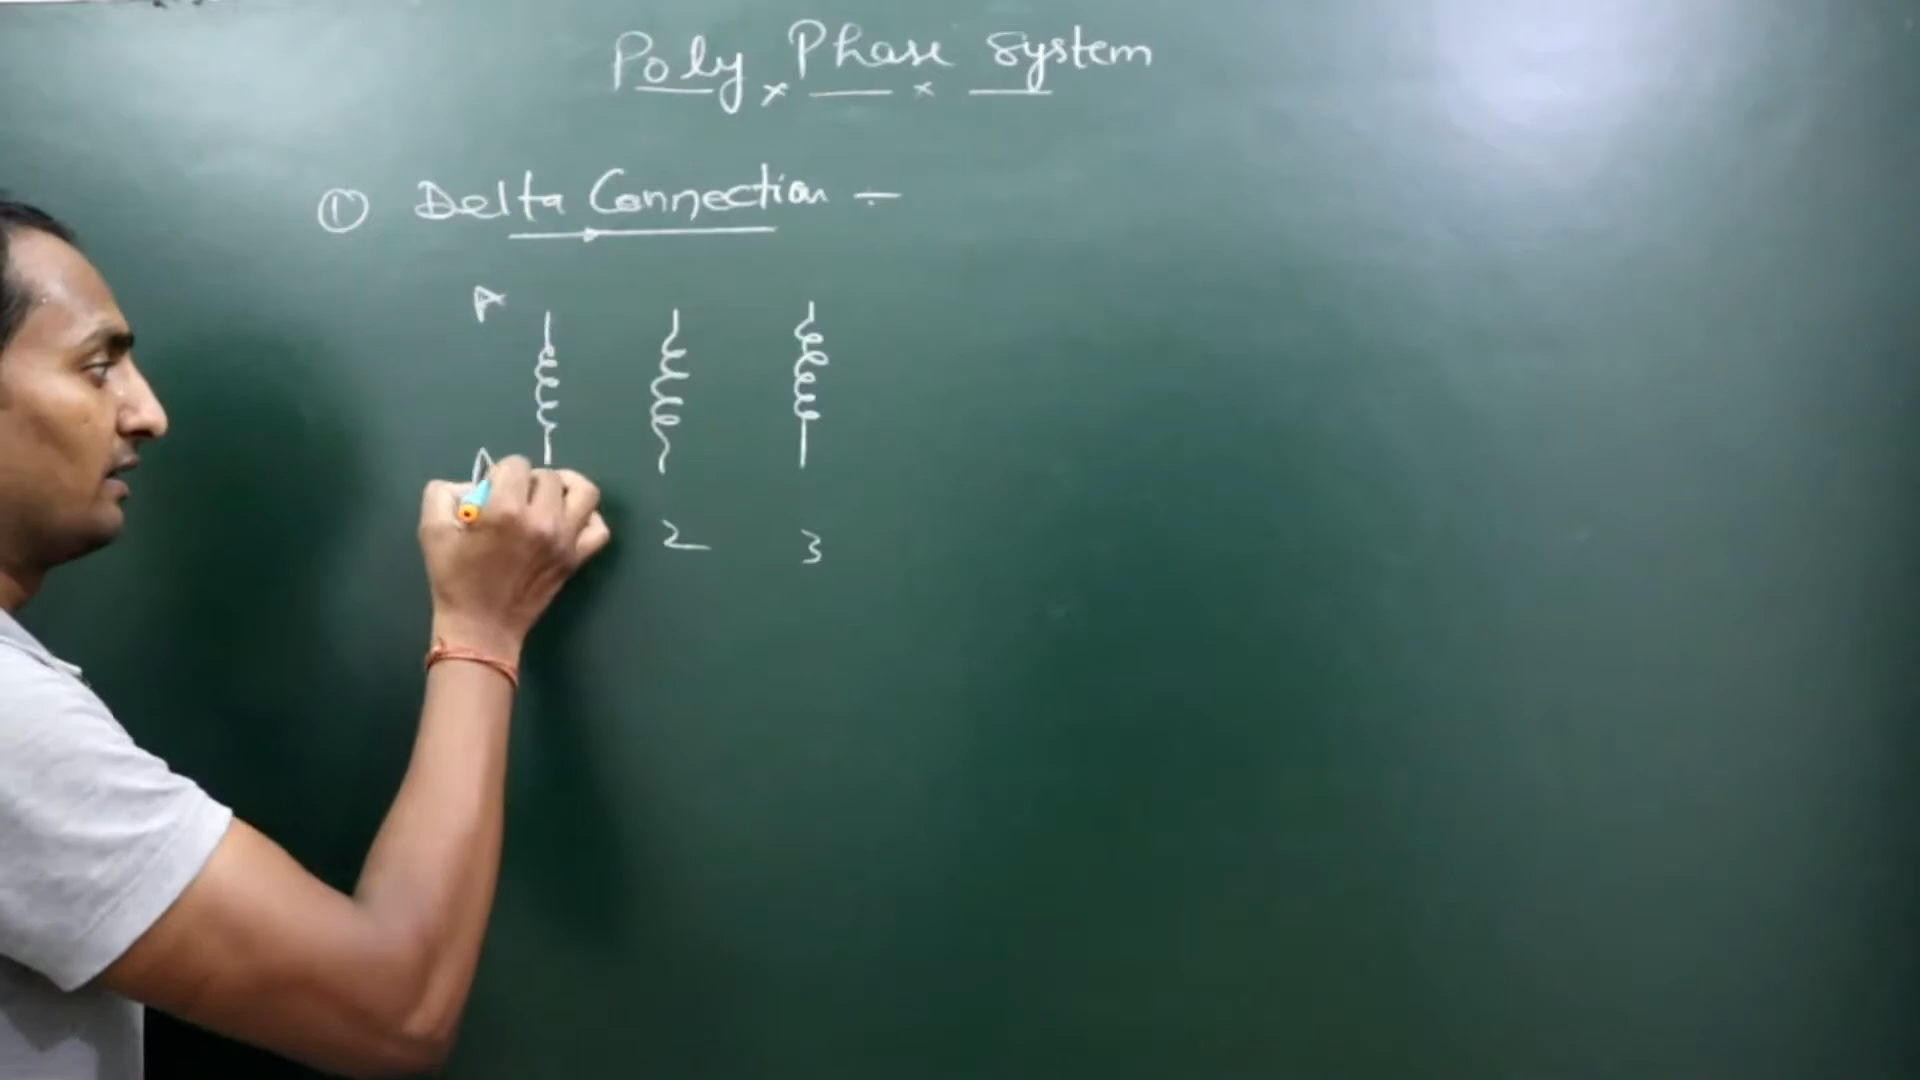 Poly Phase System
① Delta Connection ÷
A
A
2 3